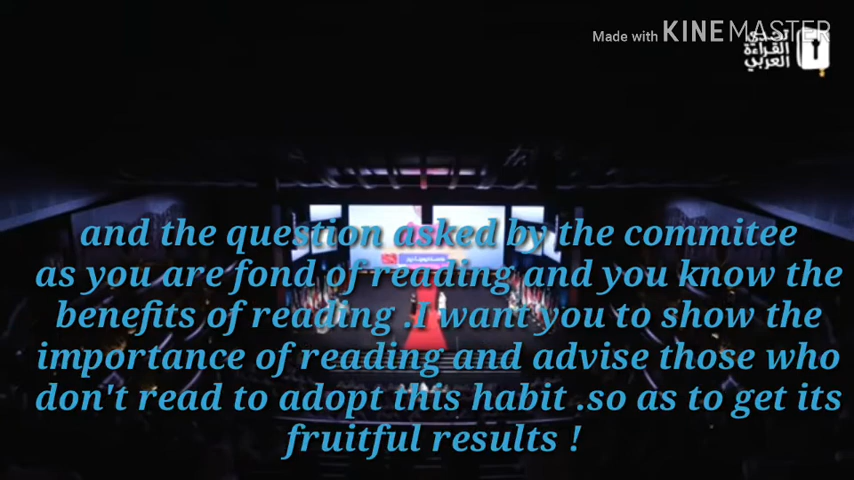 Made with KINEMASTER
تحدي
القراءة
العربي
and the question asked by the commitee
as you are fond of reading and you know the
benefits of reading .I want you to show the
importance of reading and advise those who
don't read to adopt this habit .so as to get its
fruitful results !